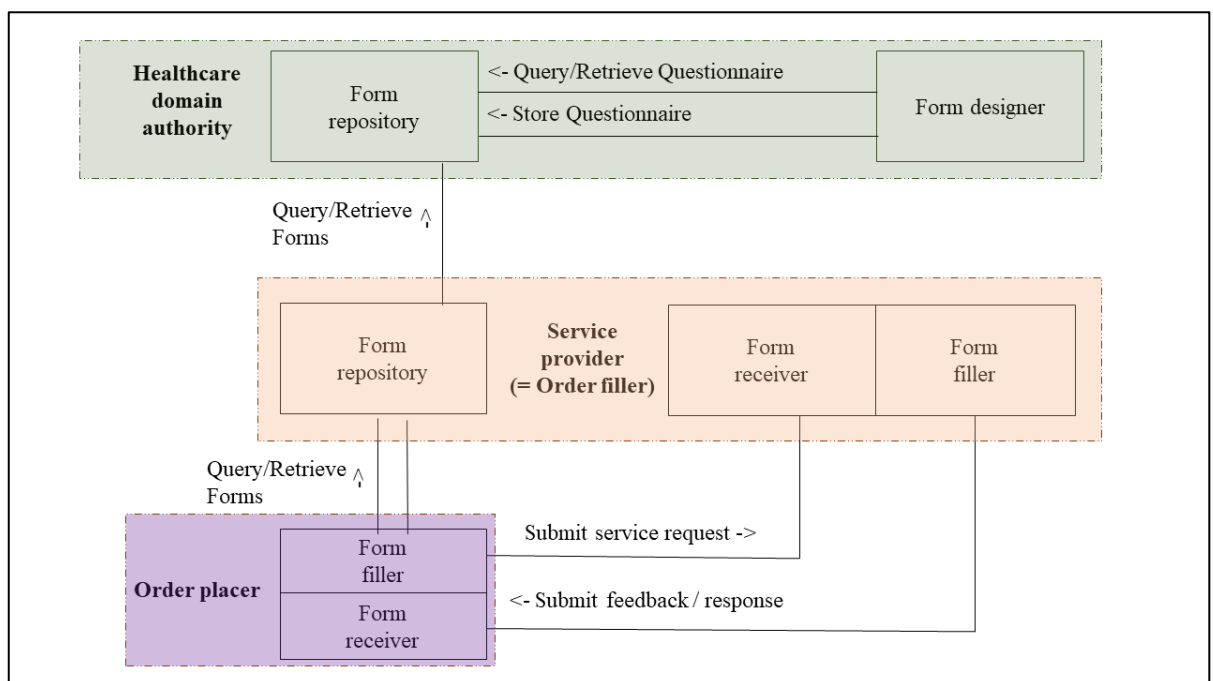 Healthcare
domain
authority
Form
repository
<- Query/Retrieve Questionnaire
<- Store Questionnaire
Form designer
Query/Retrieve ^
Forms
Form
repository
Service
provider
(= Order filler)
Form
receiver
Form
filler
Query/Retrieve ^
Forms
Order placer
Form
filler
Form
receiver
Submit service request ->
<- Submit feedback / response